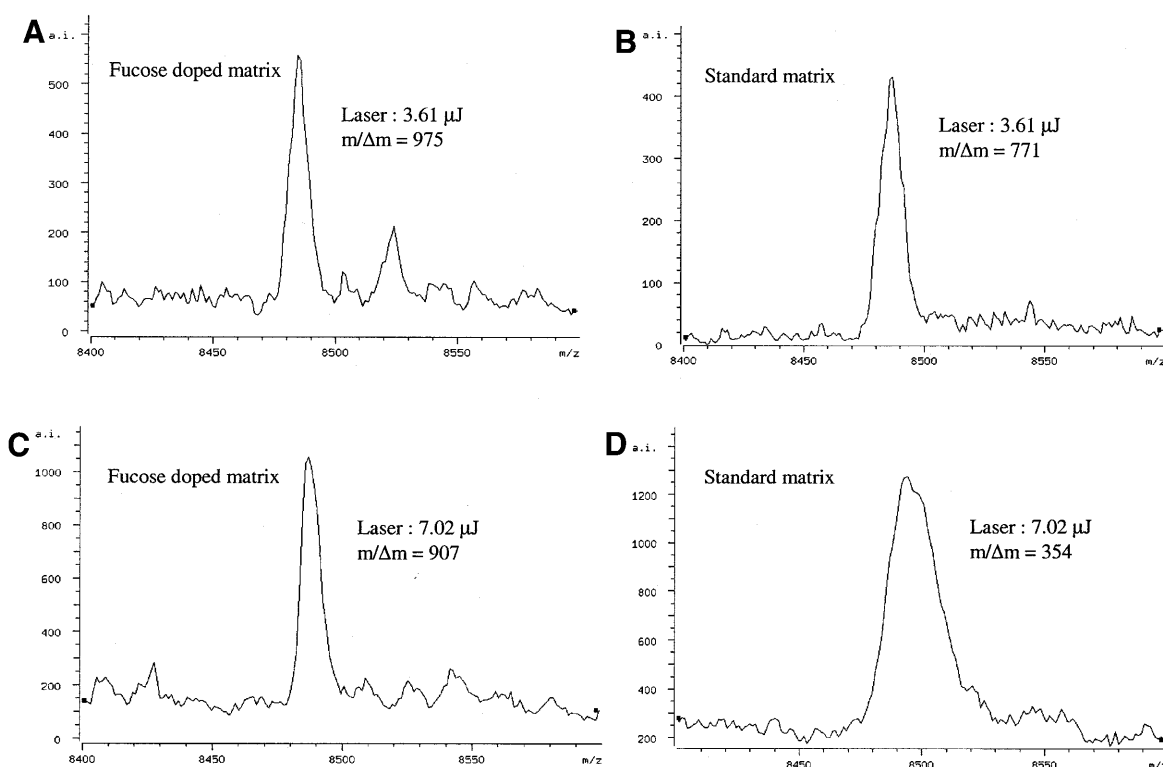 A
a.i.
Fucose doped matrix
Laser : 3.61 µJ
m/Δm = 975
500
400
300
200
100
0
8400
8450
8500
8550
m/z
B
a.i.
Standard matrix
Laser : 3.61 µJ
m/Δm = 771
400
300
200
100
0
8400
8450
8500
8550
m/z
C
a.i.
Fucose doped matrix
Laser : 7.02 µJ
m/Δm = 907
1000
800
600
400
200
0
8400
8450
8500
8550
m/z
D
a.i.
Standard matrix
Laser : 7.02 µJ
m/Δm = 354
1200
1000
800
600
400
200
8450
8500
8550
m/z